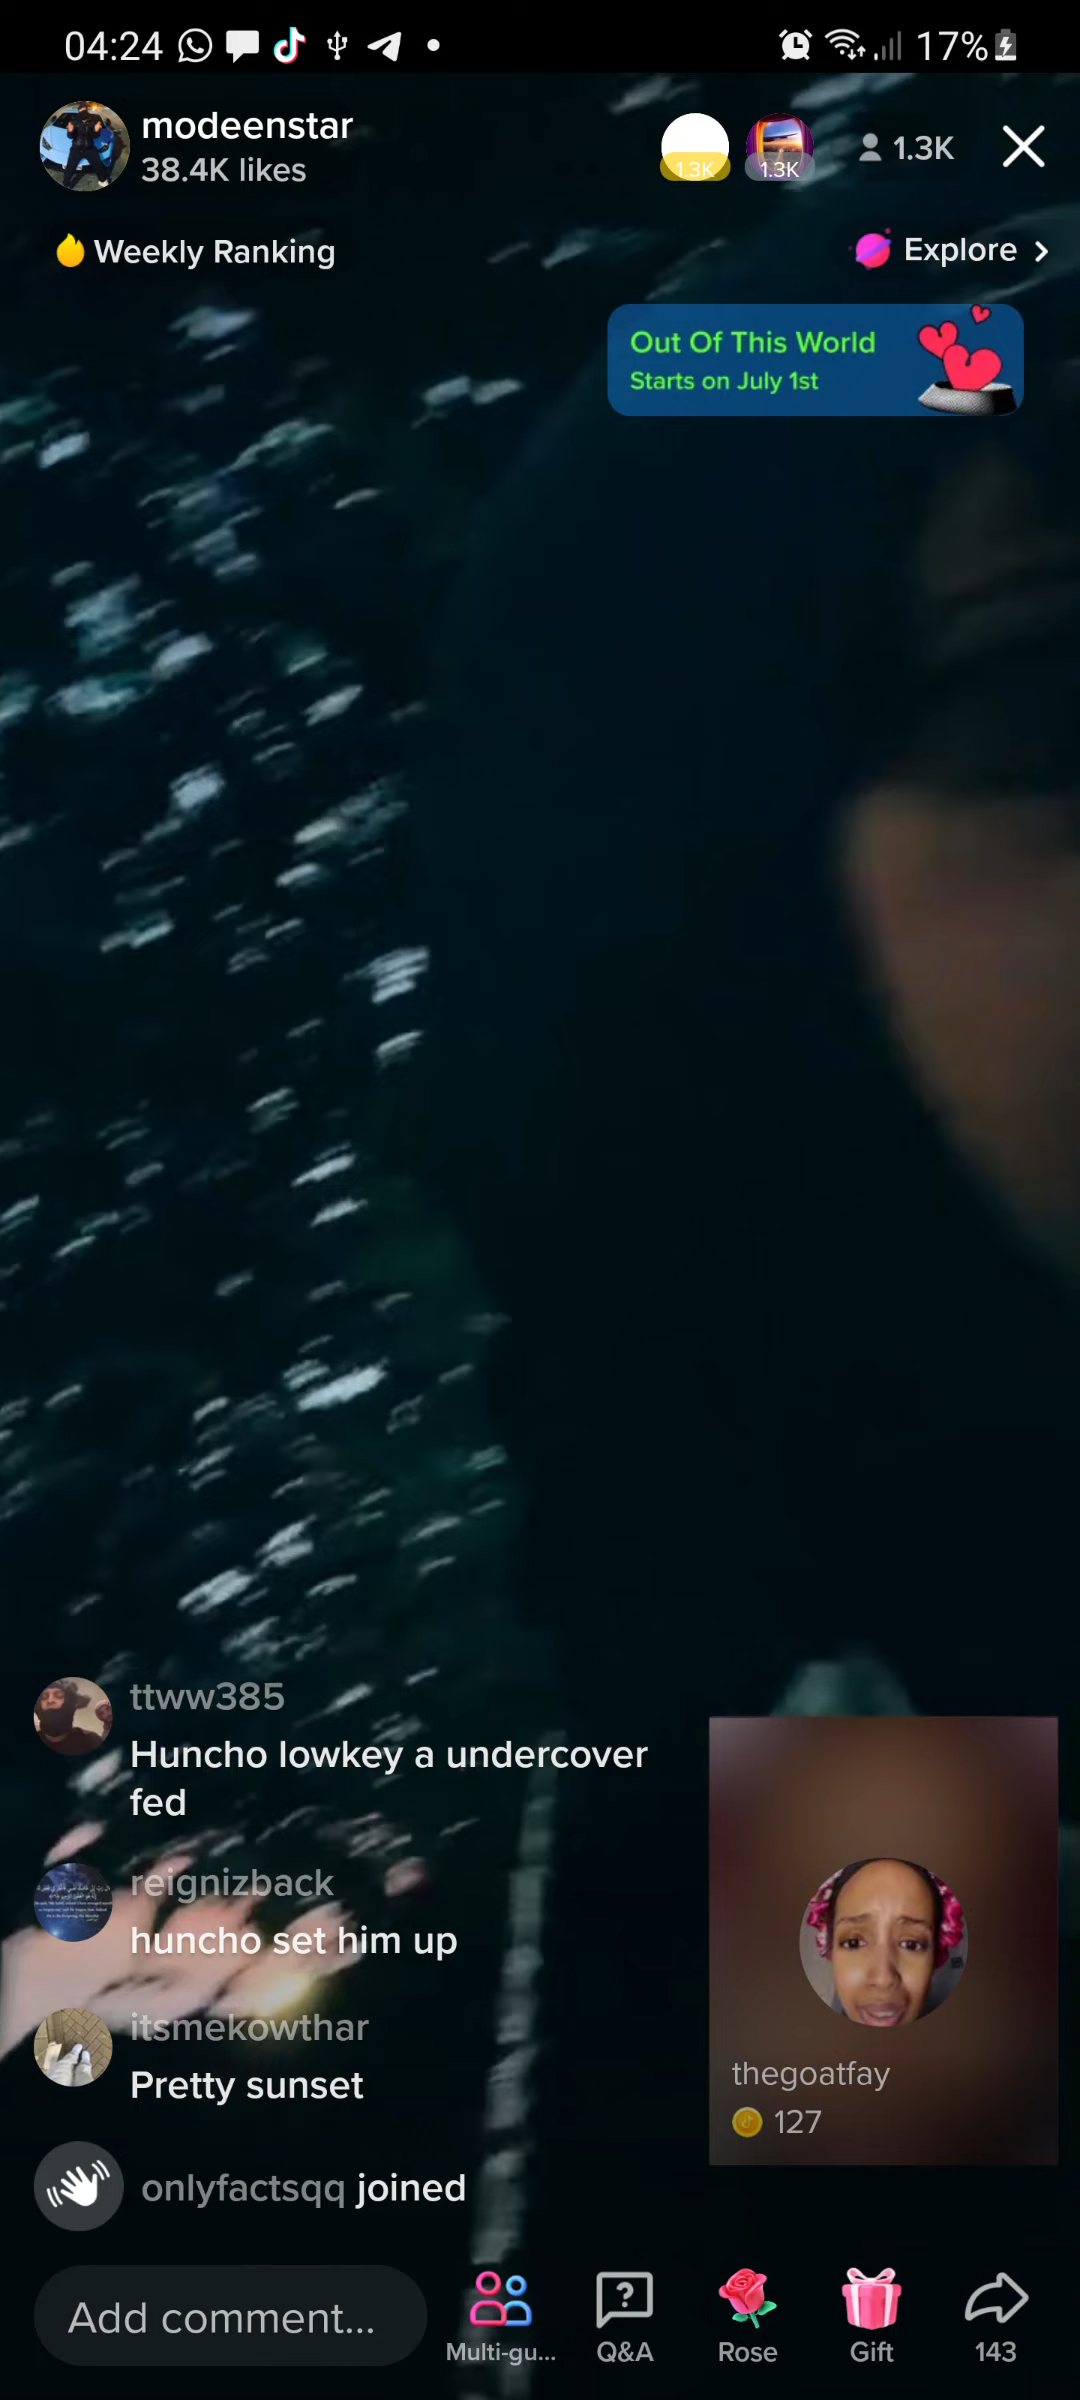 04:24
17%
modeenstar
38.4K likes
1.3K
1.3K
1.3K
Weekly Ranking
Explore
Out Of This World
Starts on July 1st
ttww385
Huncho lowkey a undercover
fed
reignizback
huncho set him up
itsmekowthar
Pretty sunset
thegoatfay
127
onlyfactsqq joined
Add comment...
Multi-gu...
Q&A
Rose
Gift
143